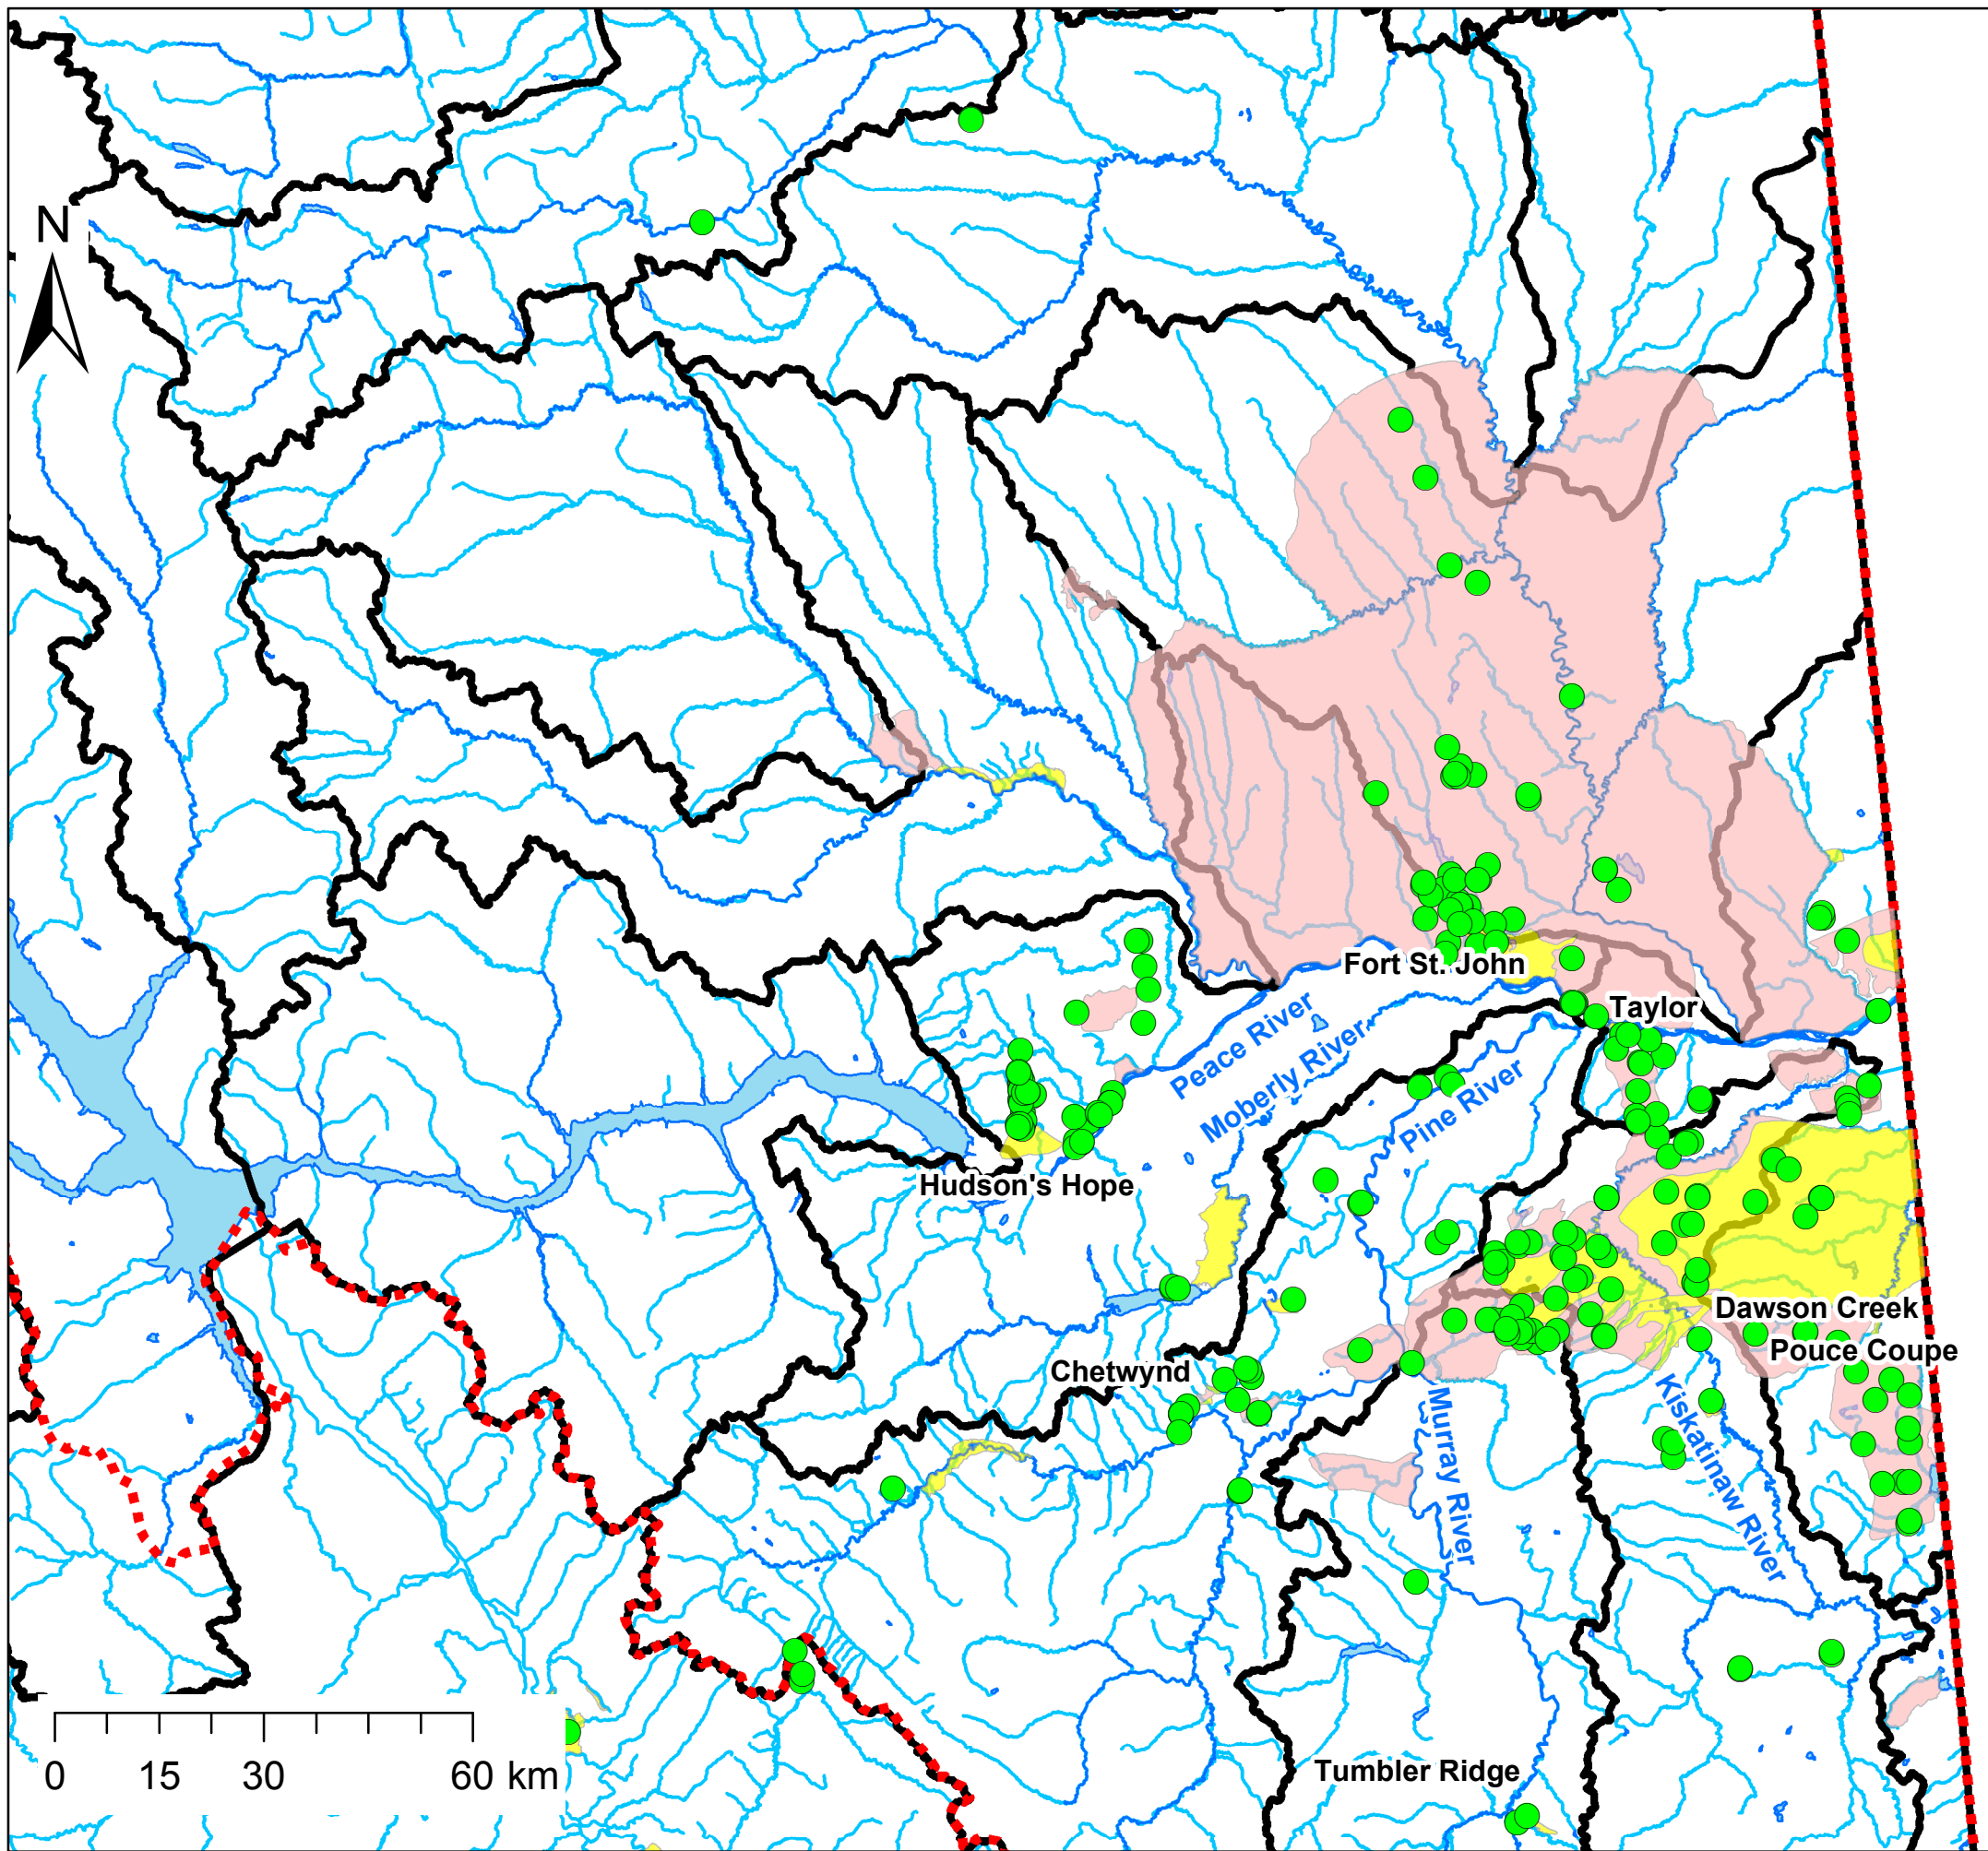 N
Fort St. John
Taylor
Peace River
Moberly River
Pine River
Hudson's Hope
Dawson Creek
Pouce Coupe
Chetwynd
Murray River
Kiskatinaw River
Tumbler Ridge
0 15 30 60 km